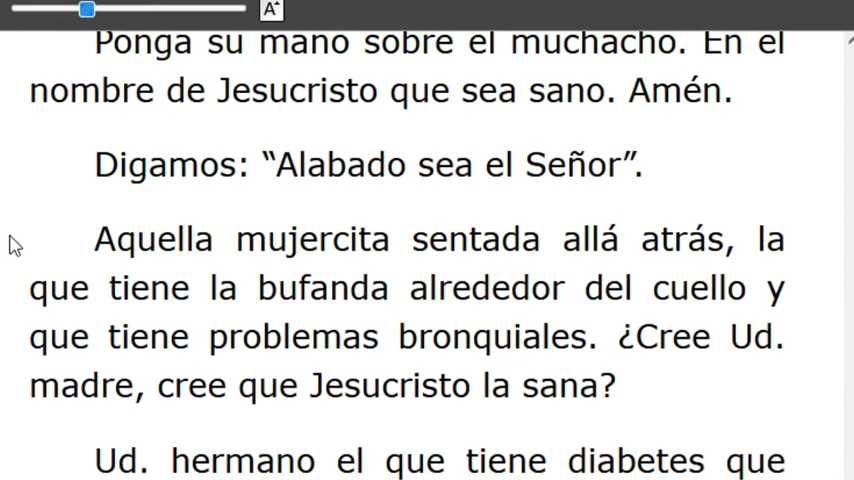 A
Ponga su mano sobre el muchacho. En el
nombre de Jesucristo que sea sano. Amén.
Digamos: “Alabado sea el Señor”.
Aquella mujercita sentada allá atrás, la
que tiene la bufanda alrededor del cuello y
que tiene problemas bronquiales. ¿Cree Ud.
madre, cree que Jesucristo la sana?
Ud. hermano el que tiene diabetes que